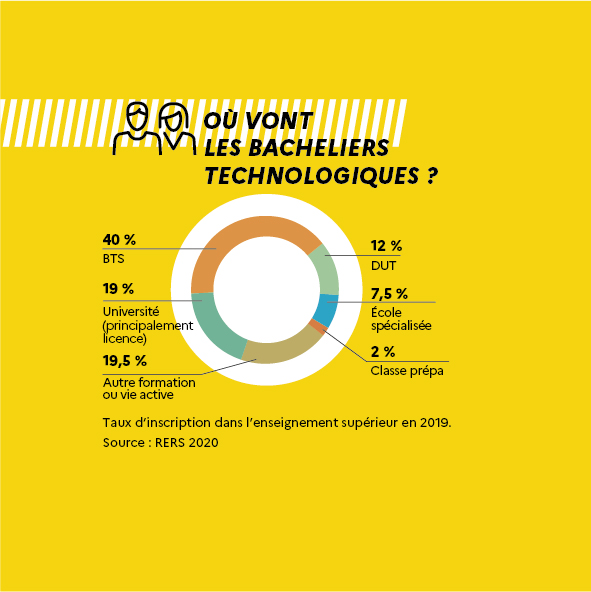 OÙ VONT
LES BACHELIERS
TECHNOLOGIQUES ?
40 %
BTS
19 %
Université
(principalement
licence)
19,5 %
Autre formation
ou vie active
12 %
DUT
7,5 %
École
spécialisée
2 %
Classe prépa
Taux d'inscription dans l'enseignement supérieur en 2019.
Source : RERS 2020